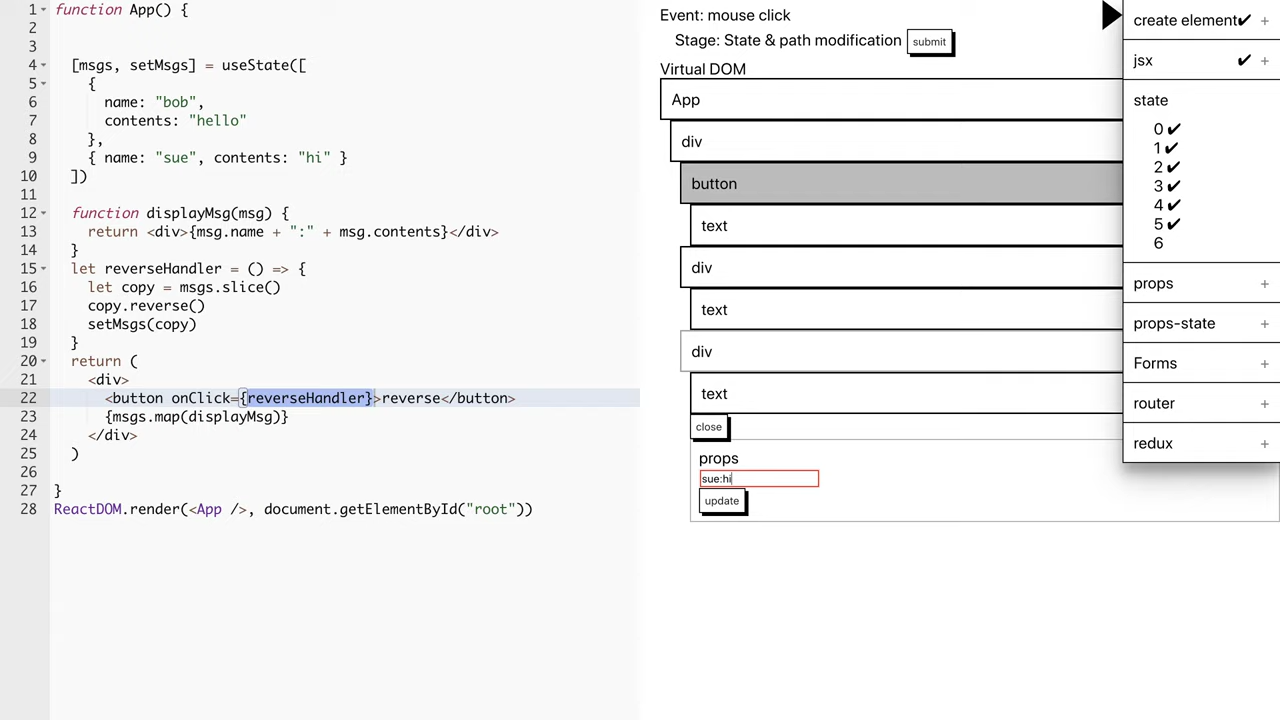 1 function App() {
2
3
4 [msgs, setMsgs] = useState([
5 {
6 name: "bob",
7 contents: "hello"
8 },
9 { name: "sue", contents: "hi" }
10 ])
11
12 function displayMsg(msg) {
13 return <div>{msg.name + ":" + msg.contents}</div>
14 }
15 let reverseHandler = () => {
16 let copy = msgs.slice()
17 copy.reverse()
18 setMsgs(copy)
19 }
20 return (
21 <div>
22 <button onClick={reverseHandler}>reverse</button>
23 {msgs.map(displayMsg)}
24 </div>
25 )
26
27 }
28 ReactDOM.render(<App />, document.getElementById("root"))
Event: mouse click
Stage: State & path modification submit
Virtual DOM
App
div
button
text
div
text
div
text
close
props
sue:hi
update
create element✔ +
jsx ✔ +
state
0 ✔
1 ✔
2 ✔
3 ✔
4 ✔
5 ✔
6
props +
props-state +
Forms +
router +
redux +